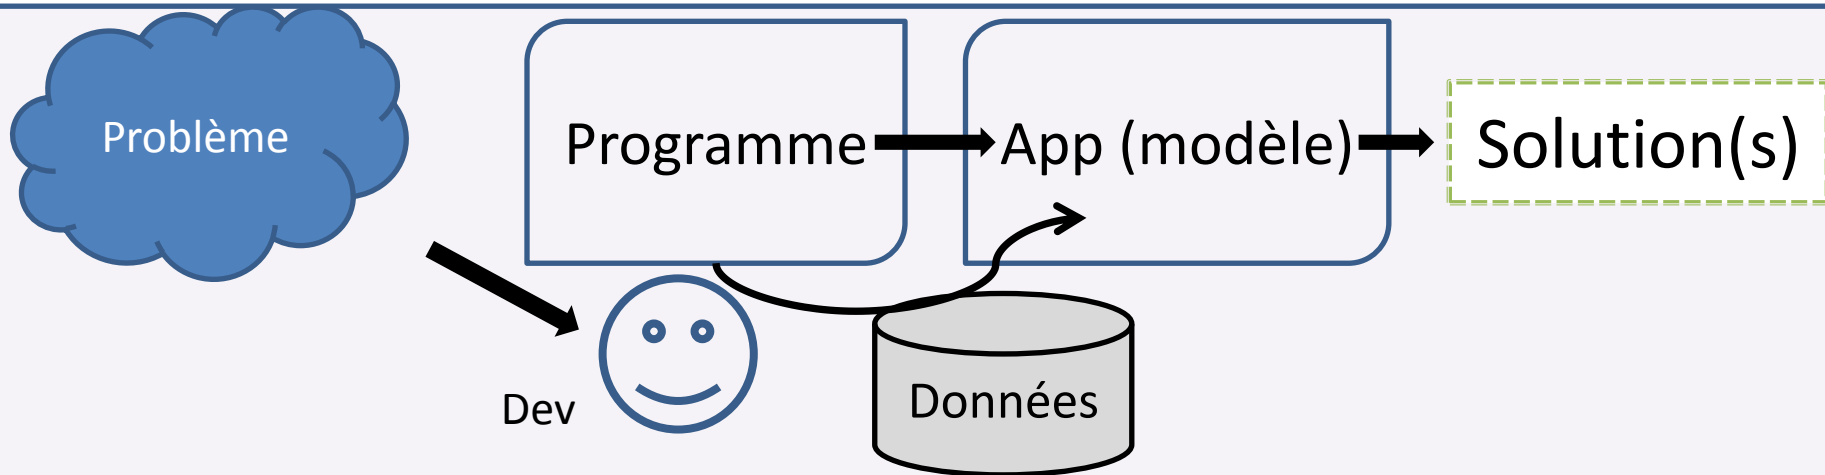 Problème
Programme
App (modèle)
Solution(s)
Dev
Données